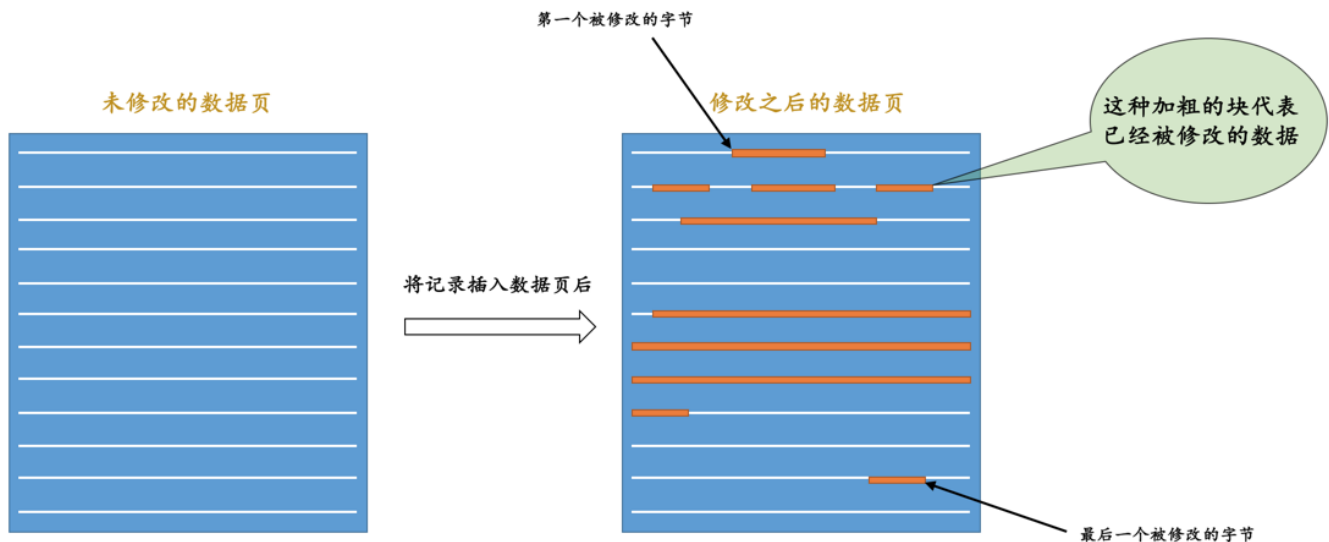 第一个被修改的字节
未修改的数据页
修改之后的数据页
这种加粗的块代表
已经被修改的数据
将记录插入数据页后
最后一个被修改的字节